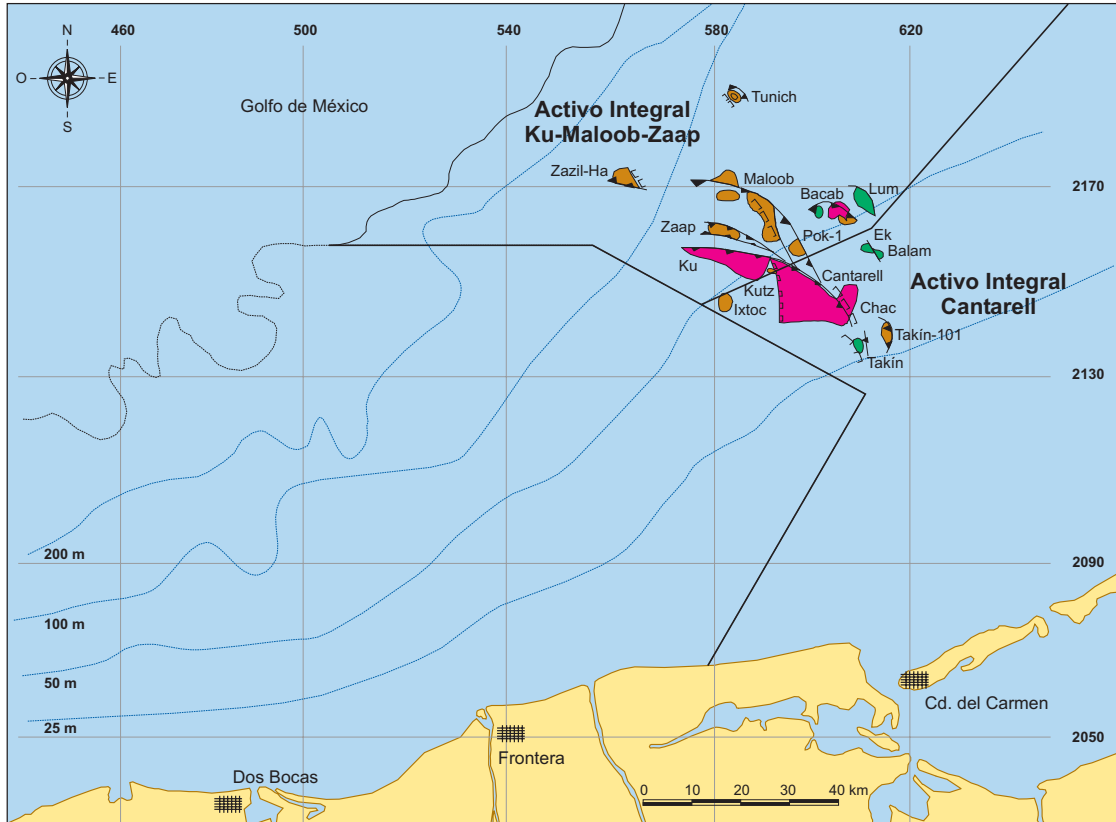 460
500
540
580
620
N
O
E
S
Golfo de México
Activo Integral
Ku-Maloob-Zaap
Tunich
Zazil-Ha
Maloob
Bacab
Lum
2170
Zaap
Pok-1
Ek
Balam
Ku
Cantarell
Activo Integral
Cantarell
Kutz
Ixtoc
Chac
Takín-101
Takín
2130
200 m
2090
100 m
50 m
25 m
Cd. del Carmen
2050
Frontera
Dos Bocas
0 10 20 30 40 km